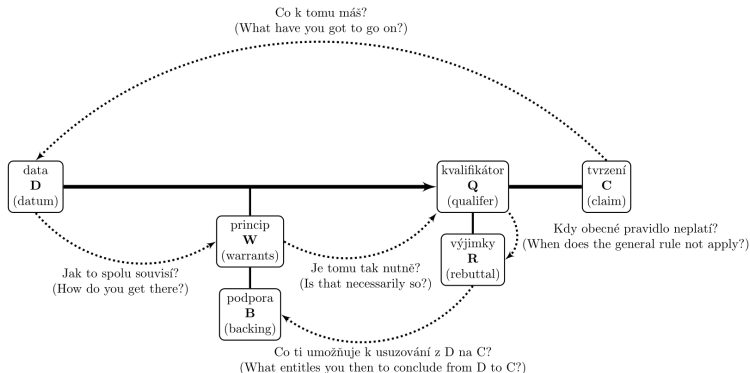 Co k tomu máš?
(What have you got to go on?)
data
D
(datum)
kvalifikátor
Q
(qualifer)
tvrzení
C
(claim)
princip
W
(warrants)
výjimky
R
(rebuttal)
Kdy obecné pravidlo neplatí?
(When does the general rule not apply?)
Jak to spolu souvisí?
(How do you get there?)
Je tomu tak nutně?
(Is that necessarily so?)
podpora
B
(backing)
Co ti umožňuje k usuzování z D na C?
(What entitles you then to conclude from D to C?)